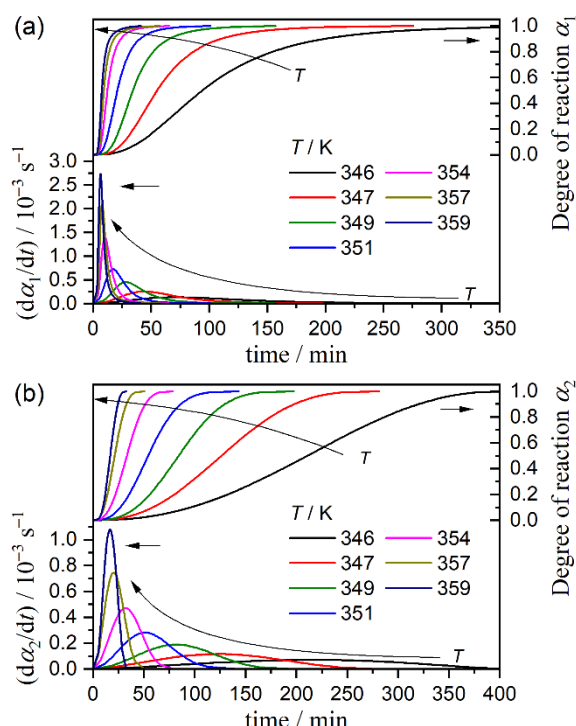 (a)
1.0
0.8
0.6
0.4
0.2
0.0
Degree of reaction α₁
T
T / K
346 354
347 357
349 359
351
3.0
2.5
2.0
1.5
1.0
0.5
0.0
(dα₁/dt) / 10⁻³ s⁻¹
T
0 50 100 150 200 250 300 350
time / min
(b)
1.0
0.8
0.6
0.4
0.2
0.0
Degree of reaction α₂
T
T / K
346 354
347 357
349 359
351
1.0
0.8
0.6
0.4
0.2
0.0
(dα₂/dt) / 10⁻³ s⁻¹
T
0 50 100 150 200 250 300 350 400
time / min